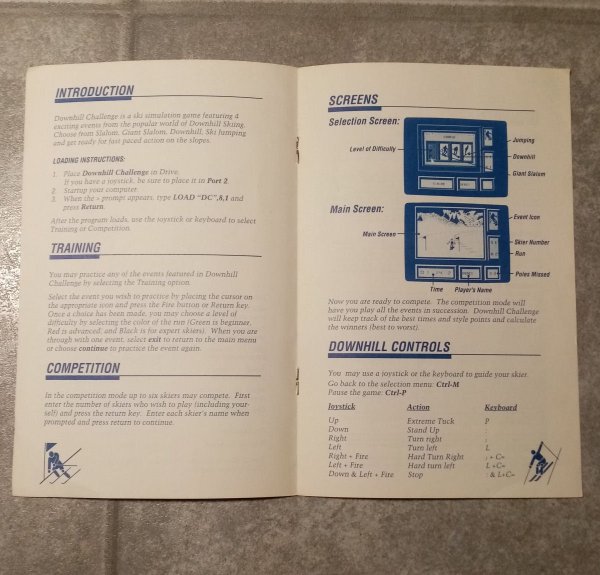 INTRODUCTION
Downhill Challenge is a ski simulation game featuring 4
exciting events from the popular world of Downhill Skiing.
Choose from Slalom, Giant Slalom, Downhill, Ski Jumping
and get ready for fast paced action on the slopes.
LOADING INSTRUCTIONS:
1. Place Downhill Challenge in Drive.
If you have a joystick, be sure to place it in Port 2.
2. Startup your computer.
3. When the > prompt appears, type LOAD "DC",8,1 and
press Return.
After the program loads, use the joystick or keyboard to select
Training or Competition.
TRAINING
You may practice any of the events featured in Downhill
Challenge by selecting the Training option.
Select the event you wish to practice by placing the cursor on
the appropriate icon and press the Fire button or Return key.
Once a choice has been made, you may choose a level of
difficulty by selecting the color of the run (Green is beginner,
Red is advanced, and Black is for expert skiers). When you are
through with one event, select exit to return to the main menu
or choose continue to practice the event again.
COMPETITION
In the competition mode up to six skiers may compete. First
enter the number of skiers who wish to play (including your-
self) and press the return key. Enter each skier's name when
prompted and press return to continue.
SCREENS
Selection Screen:
Level of Difficulty
Jumping
Downhill
Giant Slalom
Main Screen:
Main Screen
Event Icon
Skier Number
Run
Poles Missed
Time Player's Name
Now you are ready to compete. The competition mode will
have you play all the events in succession. Downhill Challenge
will keep track of the best times and style points and calculate
the winners (best to worst).
DOWNHILL CONTROLS
You may use a joystick or the keyboard to guide your skier.
Go back to the selection menu: Ctrl-M
Pause the game: Ctrl-P
Joystick Action Keyboard
Up Extreme Tuck P
Down Stand Up
Right Turn right
Left Turn left L
Right + Fire Hard Turn Right : + C=
Left + Fire Hard turn left L +C=
Down & Left + Fire Stop : & L+C=